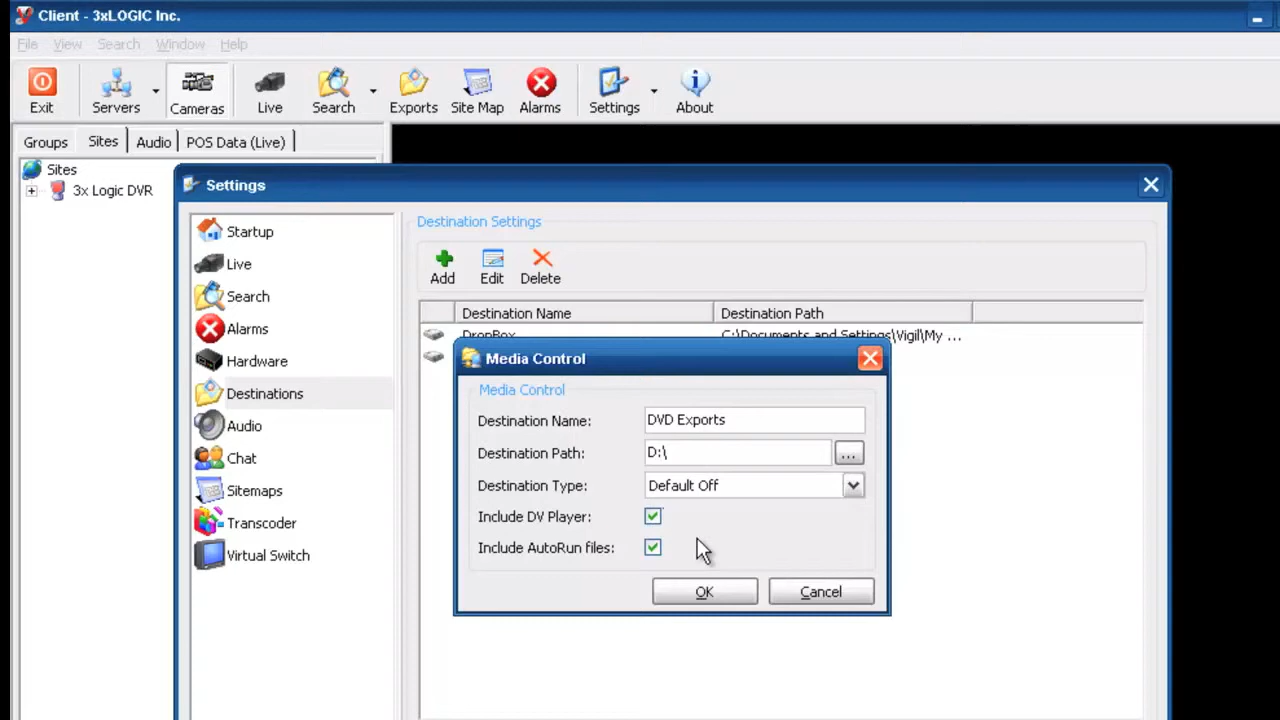 Client - 3xLOGIC Inc.
File View Search Window Help
Exit Servers Cameras Live Search Exports Site Map Alarms Settings About
Groups Sites Audio POS Data (Live)
Sites
3x Logic DVR
Settings
Startup
Live
Search
Alarms
Hardware
Destinations
Audio
Chat
Sitemaps
Transcoder
Virtual Switch
Destination Settings
Add Edit Delete
Destination Name Destination Path
DropBox C:\Documents and Settings\Vigil\My ...
Media Control
Media Control
Destination Name: DVD Exports
Destination Path: D:\ ...
Destination Type: Default Off
Include DV Player:
Include AutoRun files:
OK Cancel